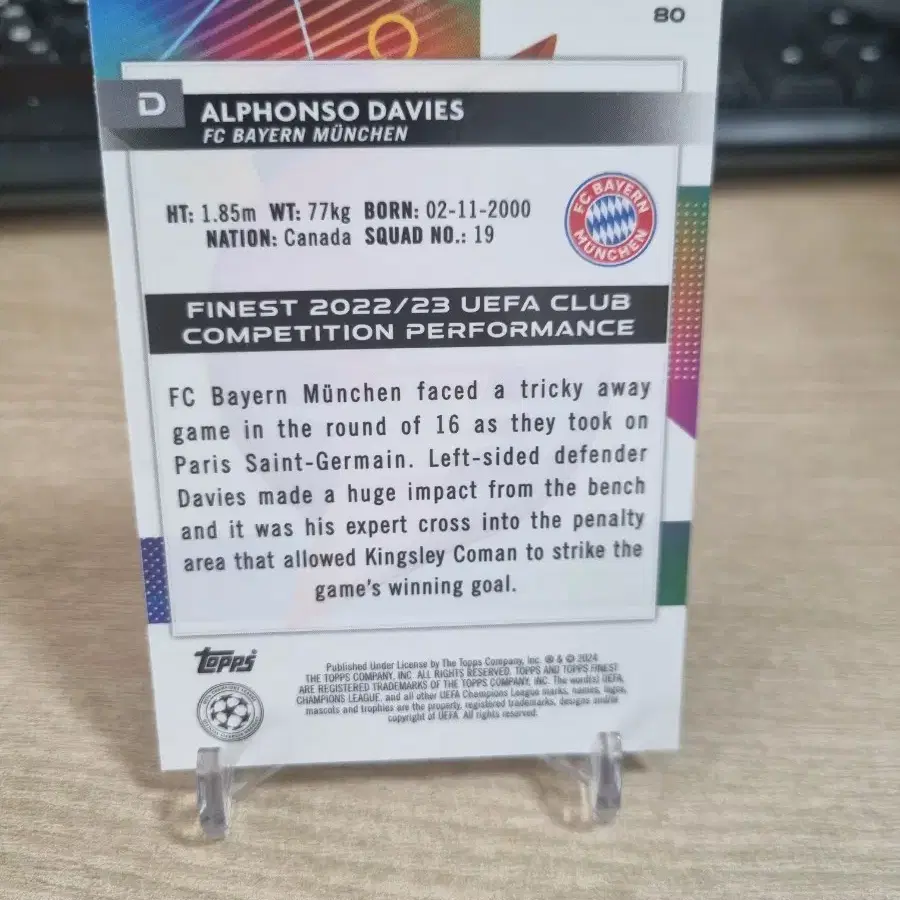 80
D
ALPHONSO DAVIES
FC BAYERN MÜNCHEN
HT: 1.85m WT: 77kg BORN: 02-11-2000
NATION: Canada SQUAD NO.: 19
FC BAYERN
MÜNCHEN
FINEST 2022/23 UEFA CLUB
COMPETITION PERFORMANCE
FC Bayern München faced a tricky away
game in the round of 16 as they took on
Paris Saint-Germain. Left-sided defender
Davies made a huge impact from the bench
and it was his expert cross into the penalty
area that allowed Kingsley Coman to strike the
game's winning goal.
Topps
Published Under License by The Topps Company, Inc. ® & © 2024
THE TOPPS COMPANY, INC. ALL RIGHTS RESERVED. TOPPS AND TOPPS FINEST
ARE REGISTERED TRADEMARKS OF THE TOPPS COMPANY, INC. The word(s) UEFA,
CHAMPIONS LEAGUE, and all other UEFA Champions League marks, names, logos,
mascots and trophies are the property, registered trademarks, designs and/or
copyright of UEFA. All rights reserved.